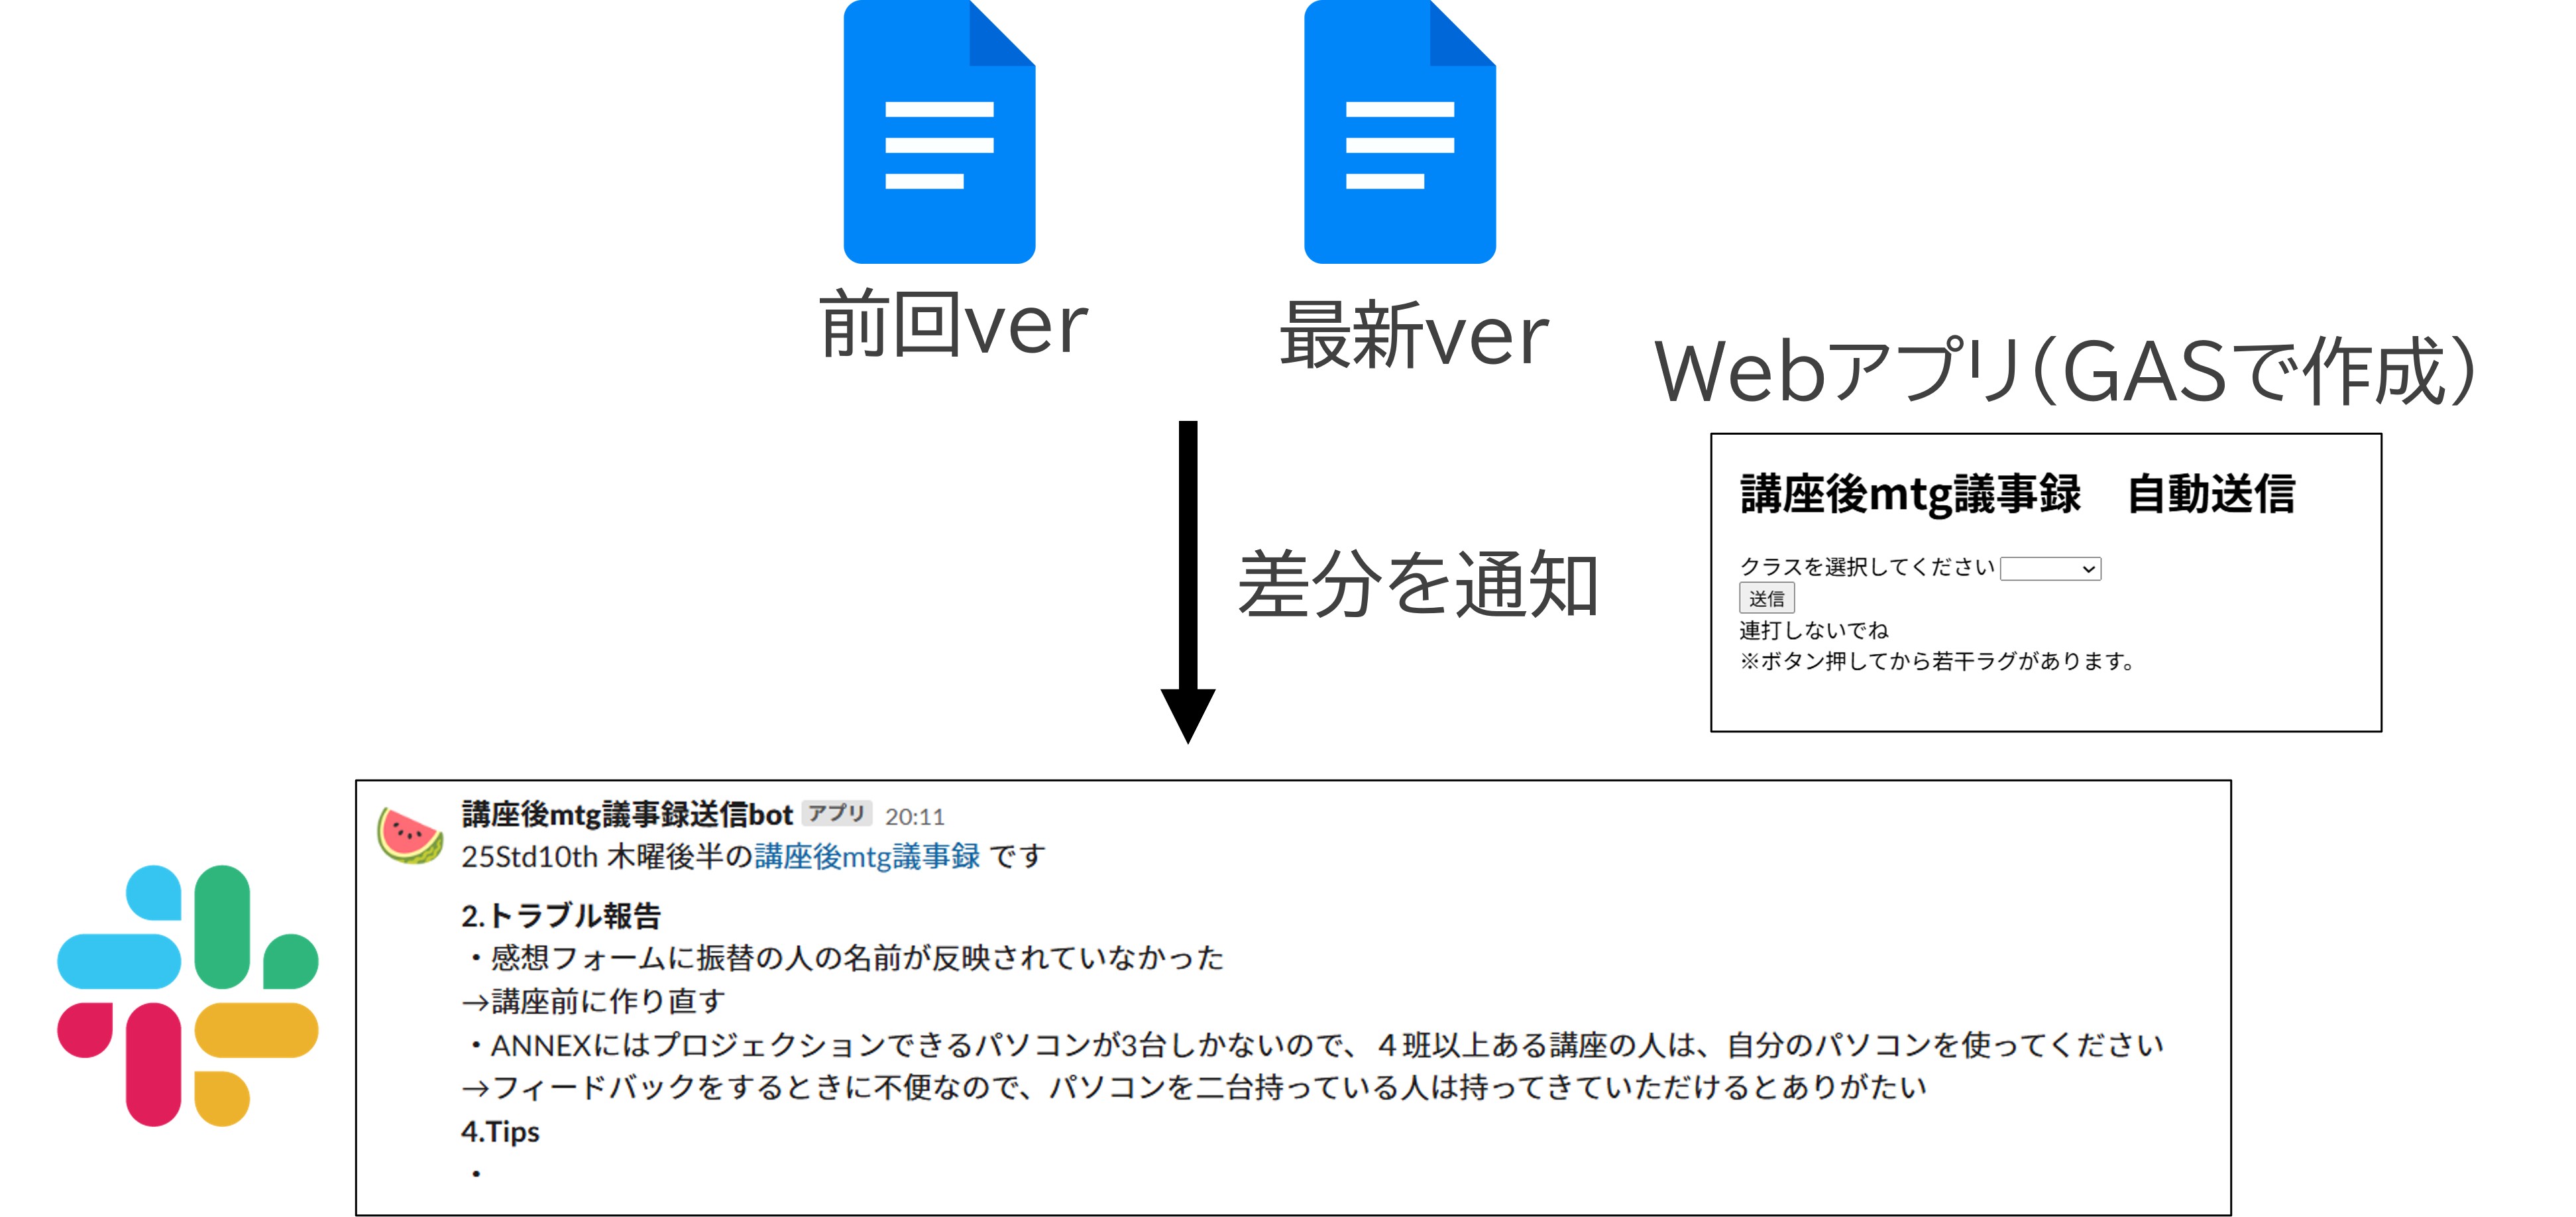 前回ver
最新ver
Webアプリ(GASで作成)
講座後mtg議事録　自動送信
クラスを選択してください
送信
連打しないでね
※ボタン押してから若干ラグがあります。
差分を通知
講座後mtg議事録送信bot アプリ 20:11
25Std10th 木曜後半の講座後mtg議事録 です
2.トラブル報告
・感想フォームに振替の人の名前が反映されていなかった
→講座前に作り直す
・ANNEXにはプロジェクションできるパソコンが3台しかないので、４班以上ある講座の人は、自分のパソコンを使ってください
→フィードバックをするときに不便なので、パソコンを二台持っている人は持ってきていただけるとありがたい
4.Tips
・